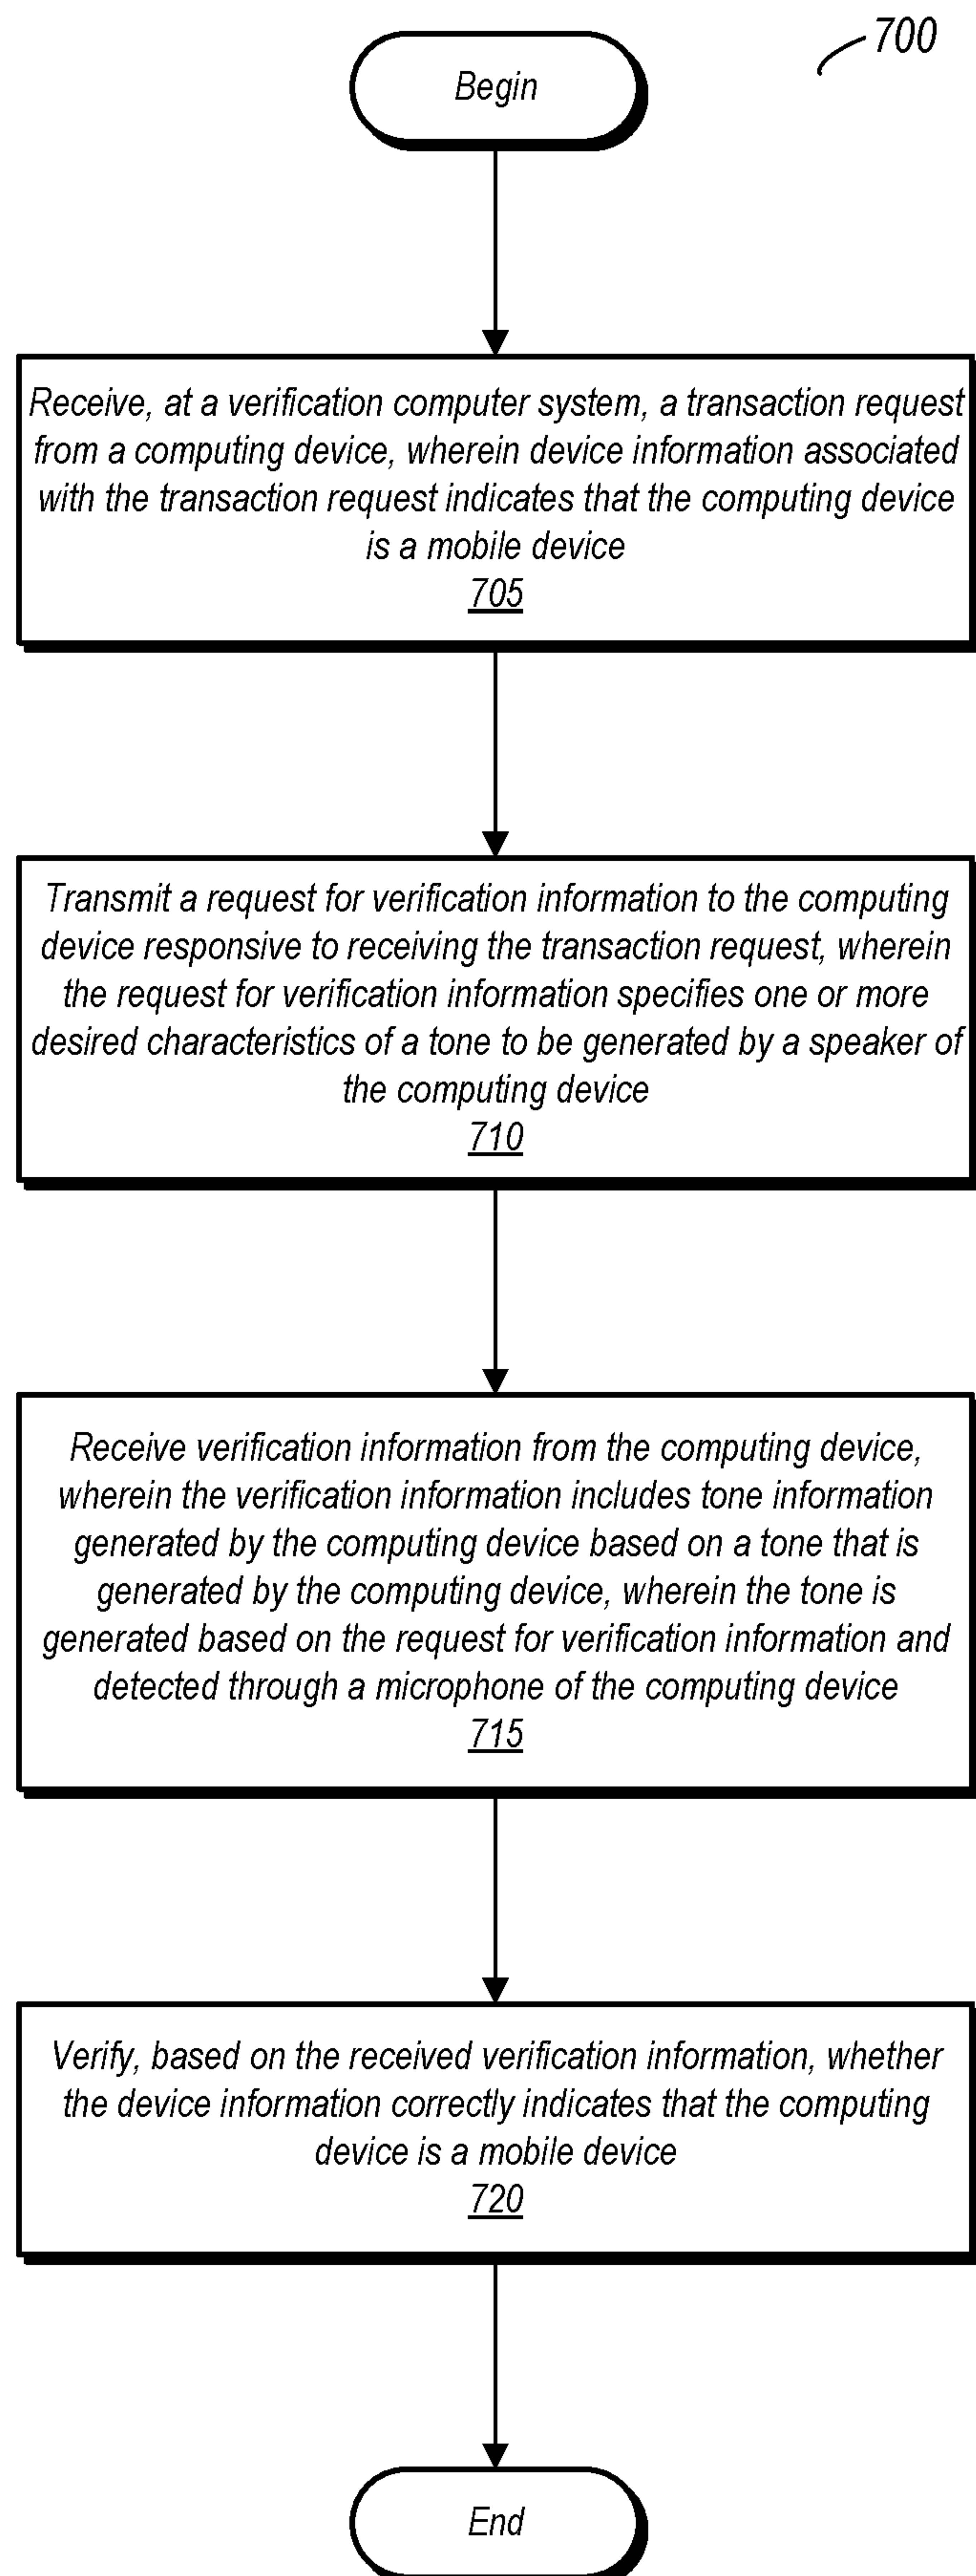 700
Begin
Receive, at a verification computer system, a transaction request
from a computing device, wherein device information associated
with the transaction request indicates that the computing device
is a mobile device
705
Transmit a request for verification information to the computing
device responsive to receiving the transaction request, wherein
the request for verification information specifies one or more
desired characteristics of a tone to be generated by a speaker of
the computing device
710
Receive verification information from the computing device,
wherein the verification information includes tone information
generated by the computing device based on a tone that is
generated by the computing device, wherein the tone is
generated based on the request for verification information and
detected through a microphone of the computing device
715
Verify, based on the received verification information, whether
the device information correctly indicates that the computing
device is a mobile device
720
End